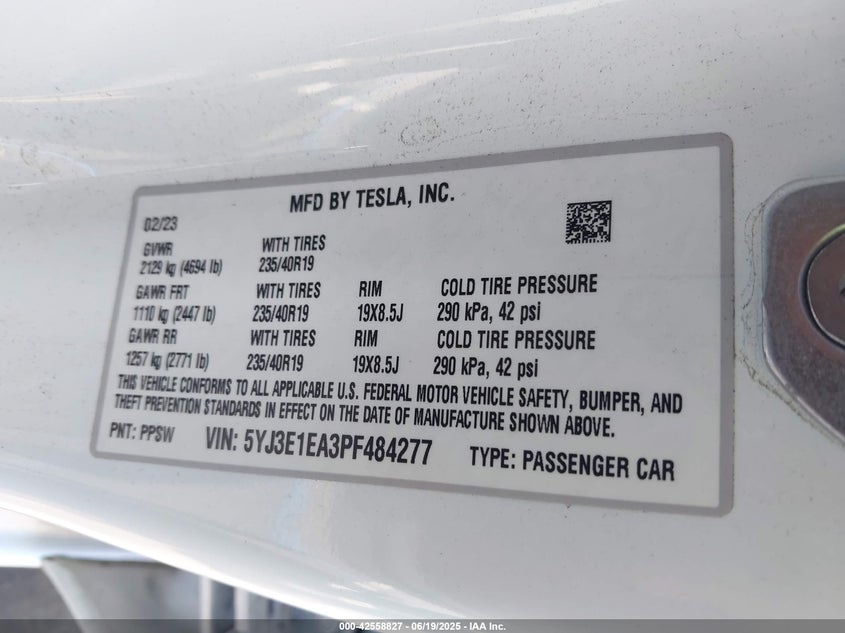 MFD BY TESLA, INC.
02/23
GVWR WITH TIRES
2129 kg (4694 lb) 235/40R19
GAWR FRT WITH TIRES RIM COLD TIRE PRESSURE
1110 kg (2447 lb) 235/40R19 19X8.5J 290 kPa, 42 psi
GAWR RR WITH TIRES RIM COLD TIRE PRESSURE
1257 kg (2771 lb) 235/40R19 19X8.5J 290 kPa, 42 psi
THIS VEHICLE CONFORMS TO ALL APPLICABLE U.S. FEDERAL MOTOR VEHICLE SAFETY, BUMPER, AND
THEFT PREVENTION STANDARDS IN EFFECT ON THE DATE OF MANUFACTURE SHOWN ABOVE.
PNT: PPSW VIN: 5YJ3E1EA3PF484277 TYPE: PASSENGER CAR
000-42558827 - 06/19/2025 - IAA Inc.